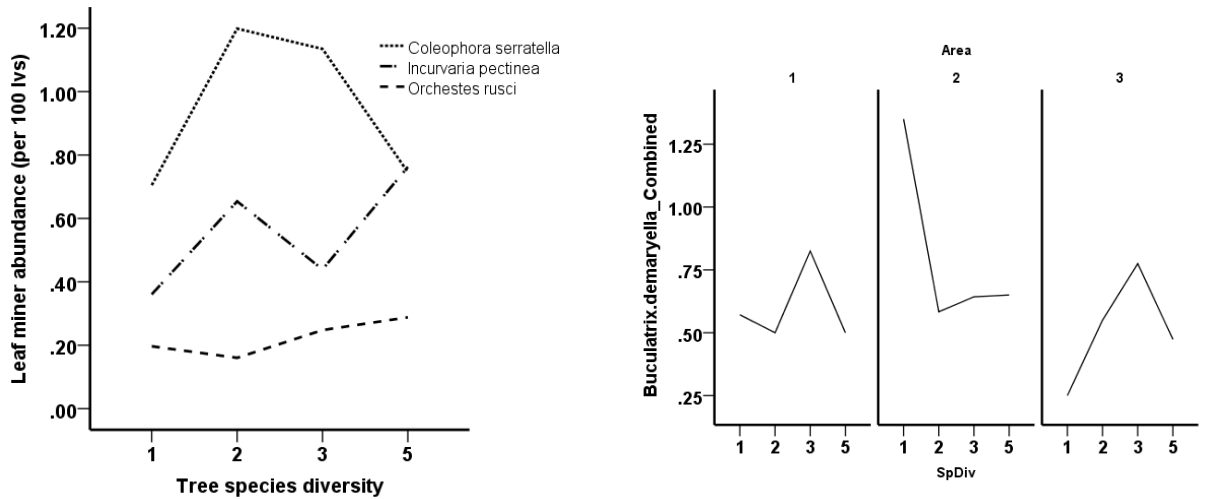 Leaf miner abundance (per 100 lvs)
1.20
1.00
.80
.60
.40
.20
.00
Coleophora serratella
Incurvaria pectinea
Orchestes rusci
1 2 3 5
Tree species diversity
Area
1 2 3
Buculatrix.demaryella_Combined
1.25
1.00
.75
.50
.25
1 2 3 5 1 2 3 5 1 2 3 5
SpDiv